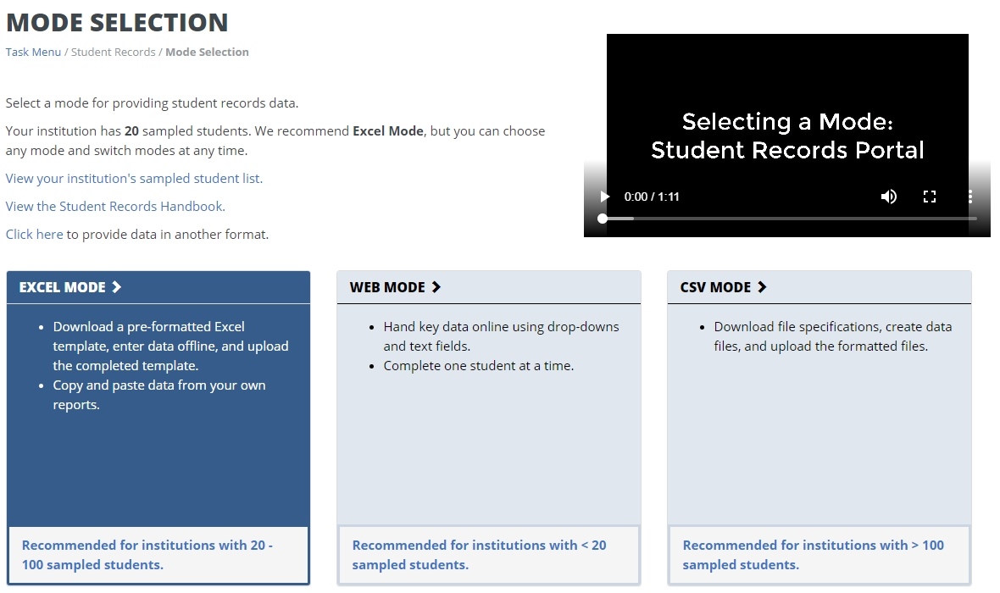 MODE SELECTION
Task Menu / Student Records / Mode Selection
Select a mode for providing student records data.
Your institution has 20 sampled students. We recommend Excel Mode, but you can choose
any mode and switch modes at any time.
View your institution's sampled student list.
View the Student Records Handbook.
Click here to provide data in another format.
Selecting a Mode:
Student Records Portal
0:00 / 1:11
EXCEL MODE
• Download a pre-formatted Excel
template, enter data offline, and upload
the completed template.
• Copy and paste data from your own
reports.
Recommended for institutions with 20 -
100 sampled students.
WEB MODE
• Hand key data online using drop-downs
and text fields.
• Complete one student at a time.
Recommended for institutions with < 20
sampled students.
CSV MODE
• Download file specifications, create data
files, and upload the formatted files.
Recommended for institutions with > 100
sampled students.